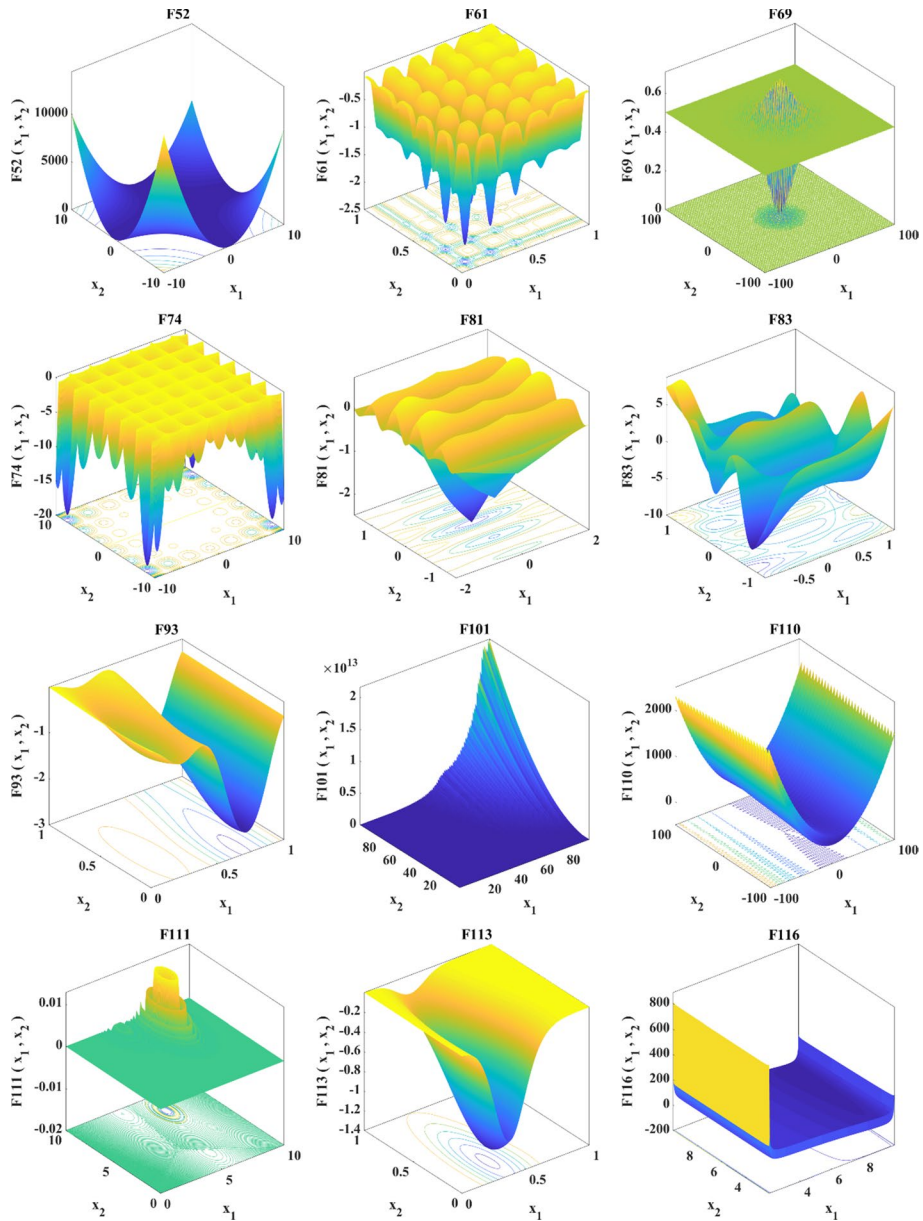 F52
F52 ( x1 , x2 )
10000
5000
0
10
0
-10
-10
0
10
x2
x1
F61
F61 ( x1 , x2 )
-0.5
-1
-1.5
-2
-2.5
1
0.5
0
0
0.5
1
x2
x1
F69
F69 ( x1 , x2 )
0.6
0.4
0.2
0
100
0
-100
-100
0
100
x2
x1
F74
F74 ( x1 , x2 )
0
-5
-10
-15
-20
10
0
-10
-10
0
10
x2
x1
F81
F81 ( x1 , x2 )
0
-1
-2
1
0
-1
-2
0
2
x2
x1
F83
F83 ( x1 , x2 )
5
0
-5
-10
1
0
-1
-0.5
0
0.5
1
x2
x1
F93
F93 ( x1 , x2 )
-1
-2
-3
1
0.5
0
0
0.5
1
x2
x1
F101
×10^13
F101 ( x1 , x2 )
2
1.5
1
0.5
0
80
60
40
20
20
40
60
80
x2
x1
F110
F110 ( x1 , x2 )
2000
1000
0
100
0
-100
-100
0
100
x2
x1
F111
F111 ( x1 , x2 )
0.01
0
-0.01
-0.02
10
5
0
0
5
10
x2
x1
F113
F113 ( x1 , x2 )
-0.2
-0.4
-0.6
-0.8
-1
-1.2
-1.4
1
0.5
0
0
0.5
1
x2
x1
F116
F116 ( x1 , x2 )
800
600
400
200
0
-200
8
6
4
4
6
8
x2
x1